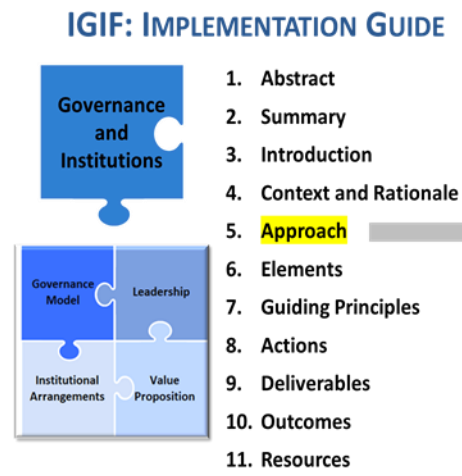 IGIF: IMPLEMENTATION GUIDE
Governance
and
Institutions
Governance
Model
Leadership
Institutional
Arrangements
Value
Proposition
1. Abstract
2. Summary
3. Introduction
4. Context and Rationale
5. Approach
6. Elements
7. Guiding Principles
8. Actions
9. Deliverables
10. Outcomes
11. Resources